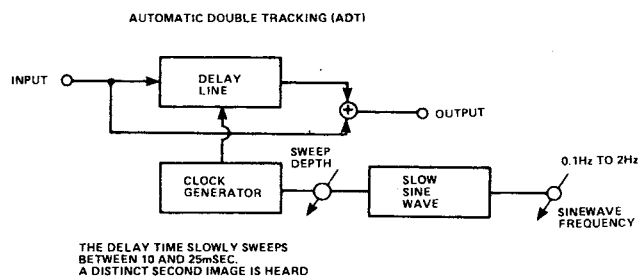 AUTOMATIC DOUBLE TRACKING (ADT)
INPUT
DELAY
LINE
+
OUTPUT
CLOCK
GENERATOR
SWEEP
DEPTH
SLOW
SINE
WAVE
0.1Hz TO 2Hz
SINEWAVE
FREQUENCY
THE DELAY TIME SLOWLY SWEEPS
BETWEEN 10 AND 25mSEC.
A DISTINCT SECOND IMAGE IS HEARD